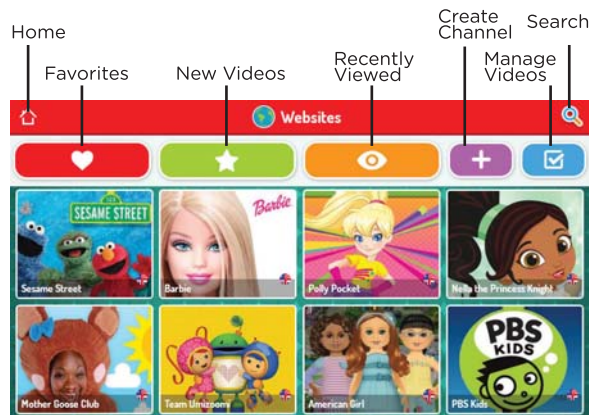 Create
Channel
Search
Home
Favorites
New Videos
Recently
Viewed
Manage
Videos
Websites
SESAME STREET
Barbie
Sesame Street
Barbie
Polly Pocket
Nella the Princess Knight
PBS
KIDS
Mother Goose Club
Team Umizoomi
American Girl
PBS Kids